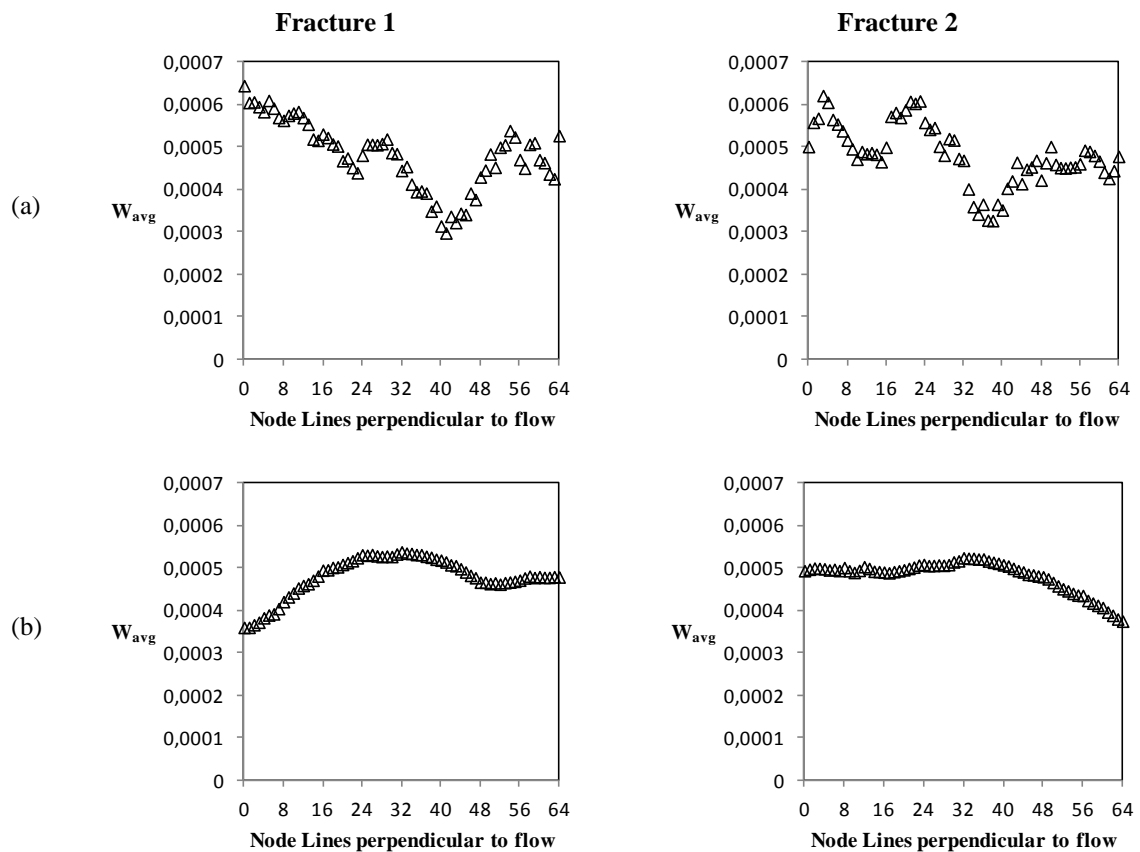 Fracture 1
Fracture 2
(a)
0,0007
0,0006
0,0005
0,0004
0,0003
0,0002
0,0001
0
Wavg
0 8 16 24 32 40 48 56 64
Node Lines perpendicular to flow
0,0007
0,0006
0,0005
0,0004
0,0003
0,0002
0,0001
0
Wavg
0 8 16 24 32 40 48 56 64
Node Lines perpendicular to flow
(b)
0,0007
0,0006
0,0005
0,0004
0,0003
0,0002
0,0001
0
Wavg
0 8 16 24 32 40 48 56 64
Node Lines perpendicular to flow
0,0007
0,0006
0,0005
0,0004
0,0003
0,0002
0,0001
0
Wavg
0 8 16 24 32 40 48 56 64
Node Lines perpendicular to flow